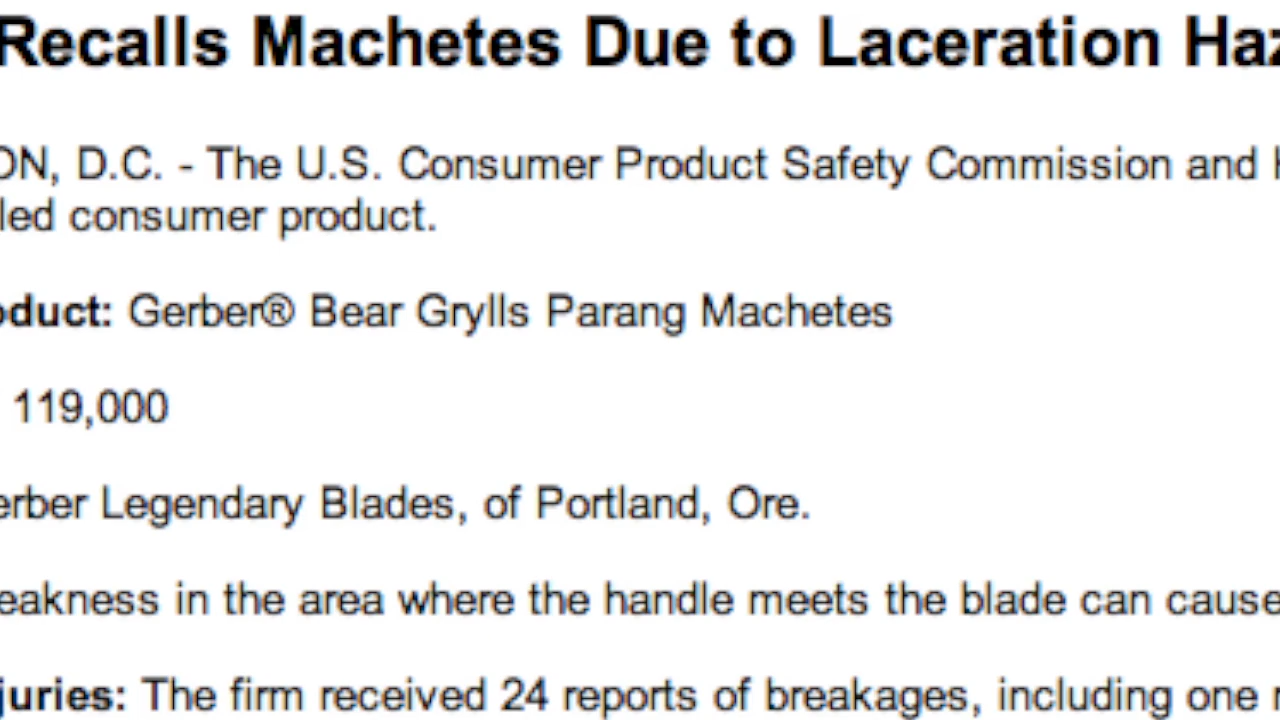 Recalls Machetes Due to Laceration Haz
ON, D.C. - The U.S. Consumer Product Safety Commission and
led consumer product.
oduct: Gerber® Bear Grylls Parang Machetes
119,000
erber Legendary Blades, of Portland, Ore.
eakness in the area where the handle meets the blade can cause
juries: The firm received 24 reports of breakages, including one